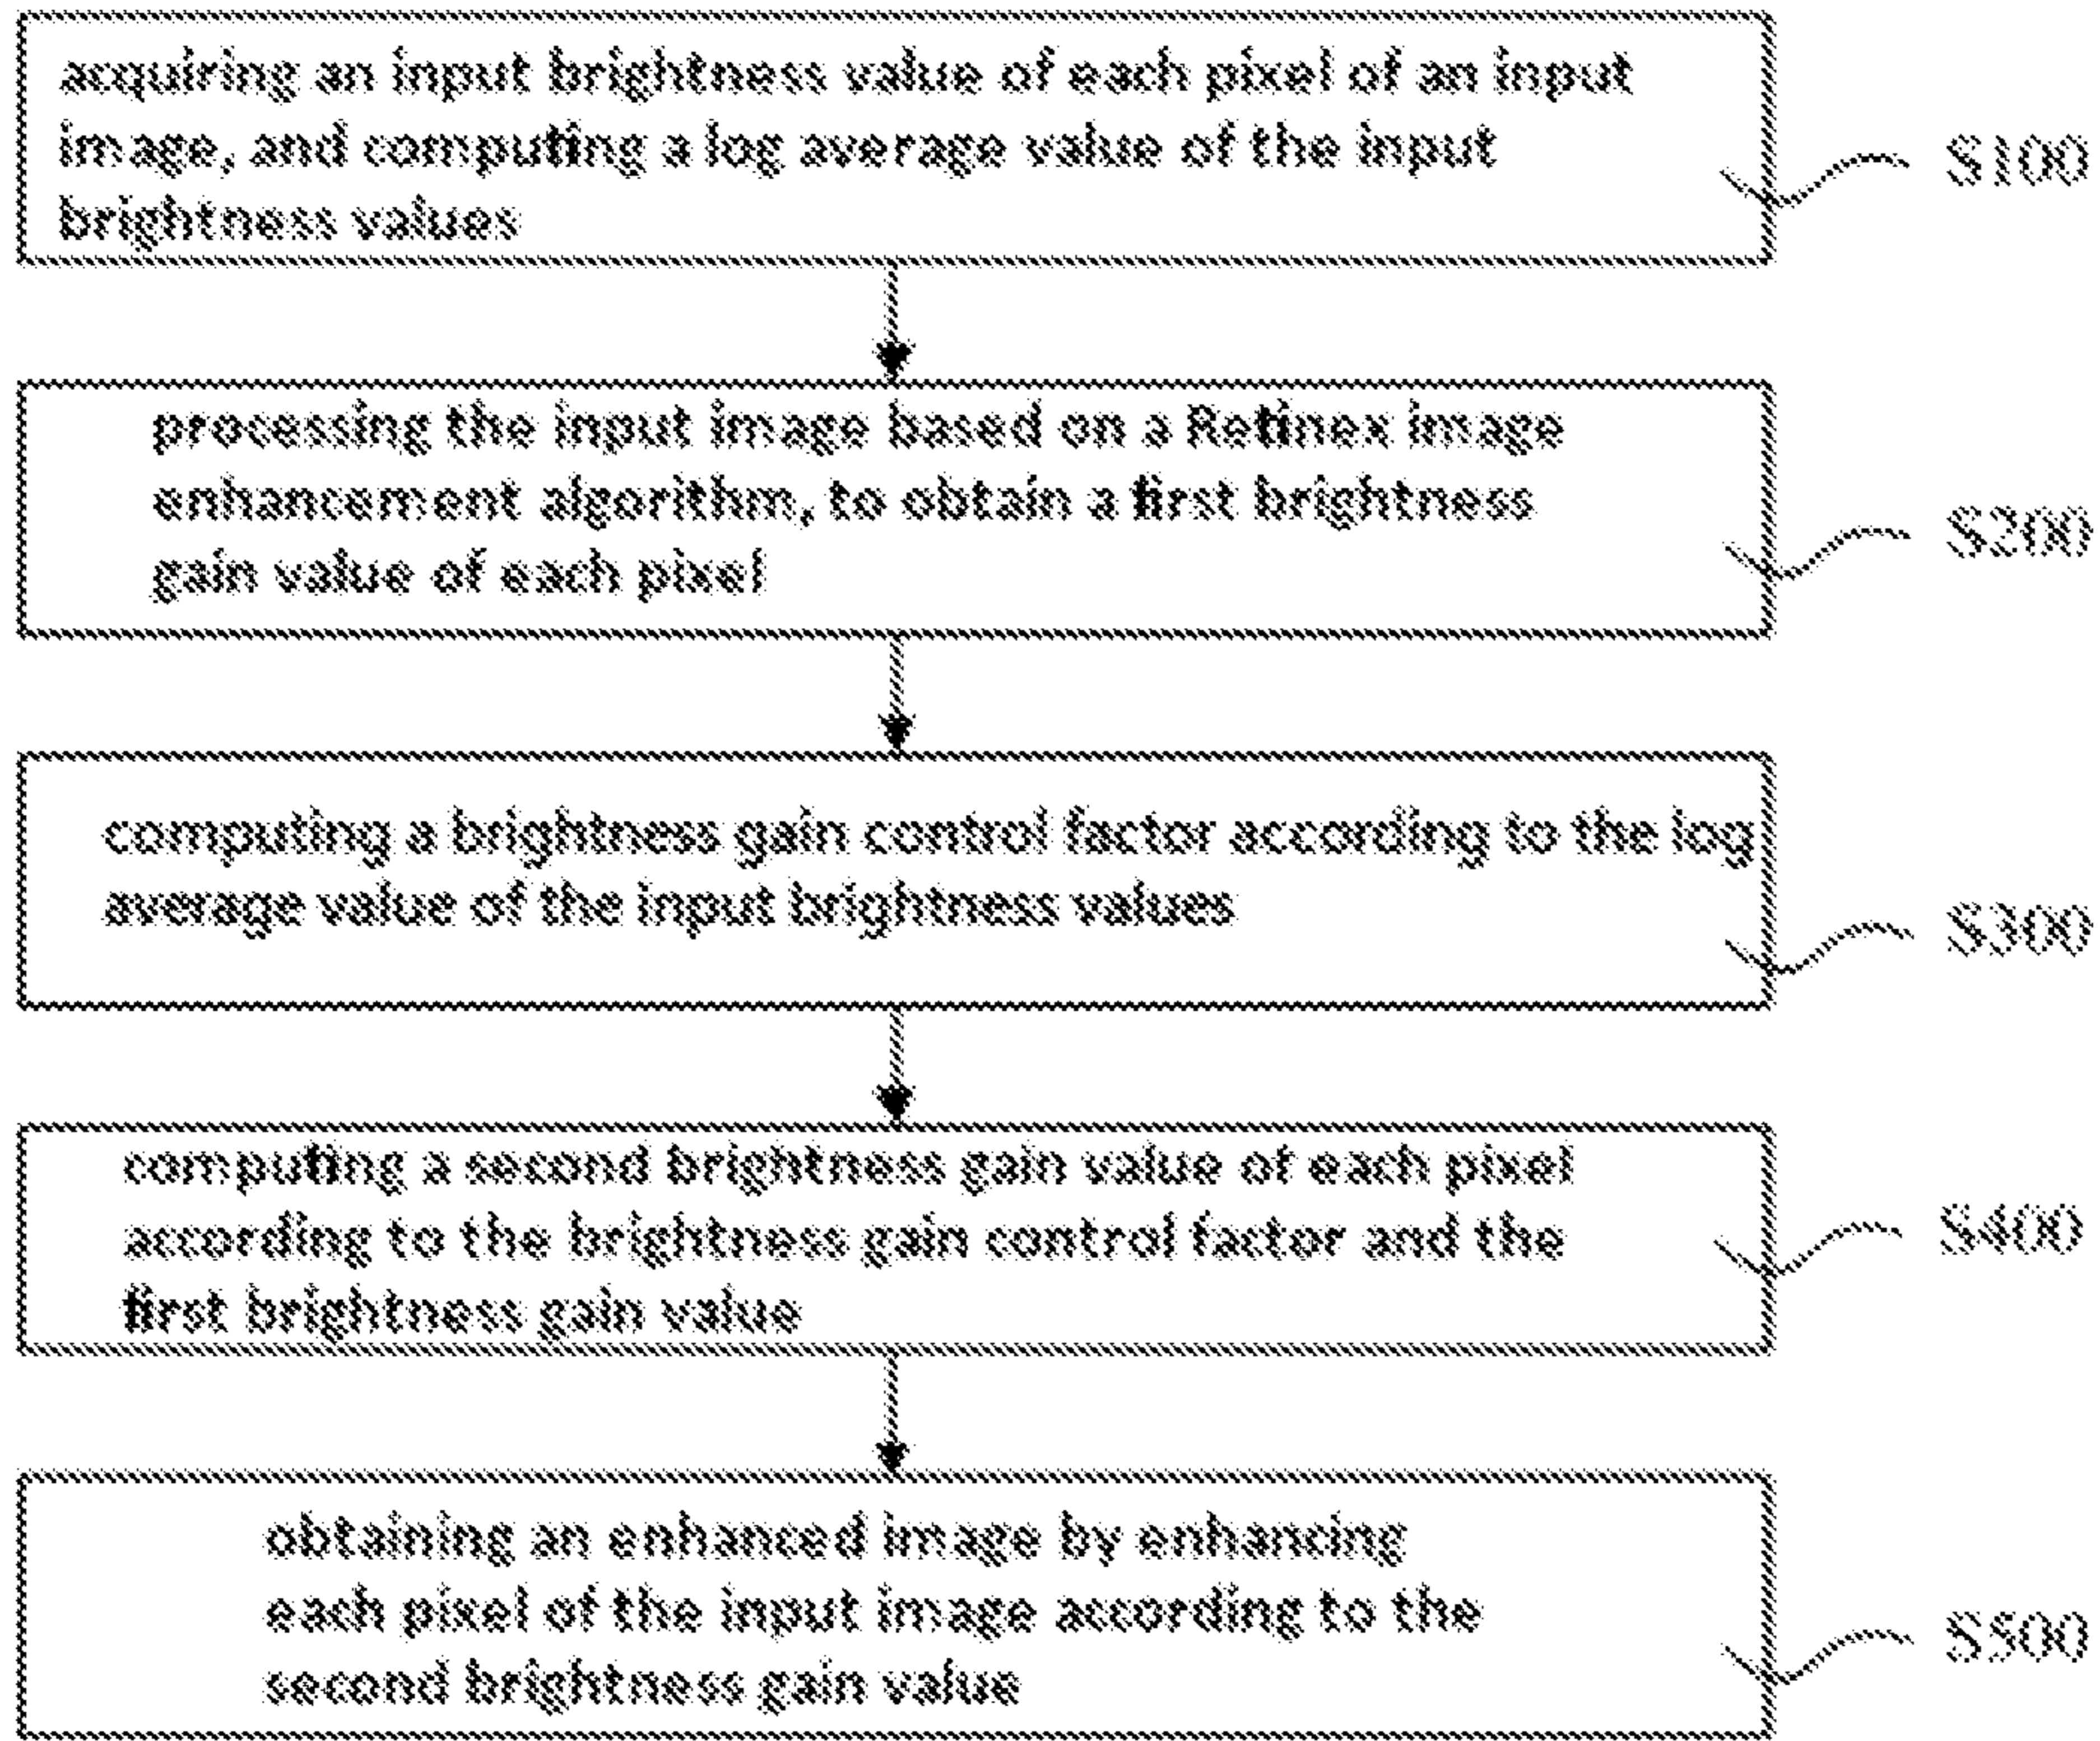 acquiring an input brightness value of each pixel of an input
image, and computing a log average value of the input
brightness values
S100
processing the input image based on a Retinex image
enhancement algorithm, to obtain a first brightness
gain value of each pixel
S200
computing a brightness gain control factor according to the log
average value of the input brightness values
S300
computing a second brightness gain value of each pixel
according to the brightness gain control factor and the
first brightness gain value
S400
obtaining an enhanced image by enhancing
each pixel of the input image according to the
second brightness gain value
S500